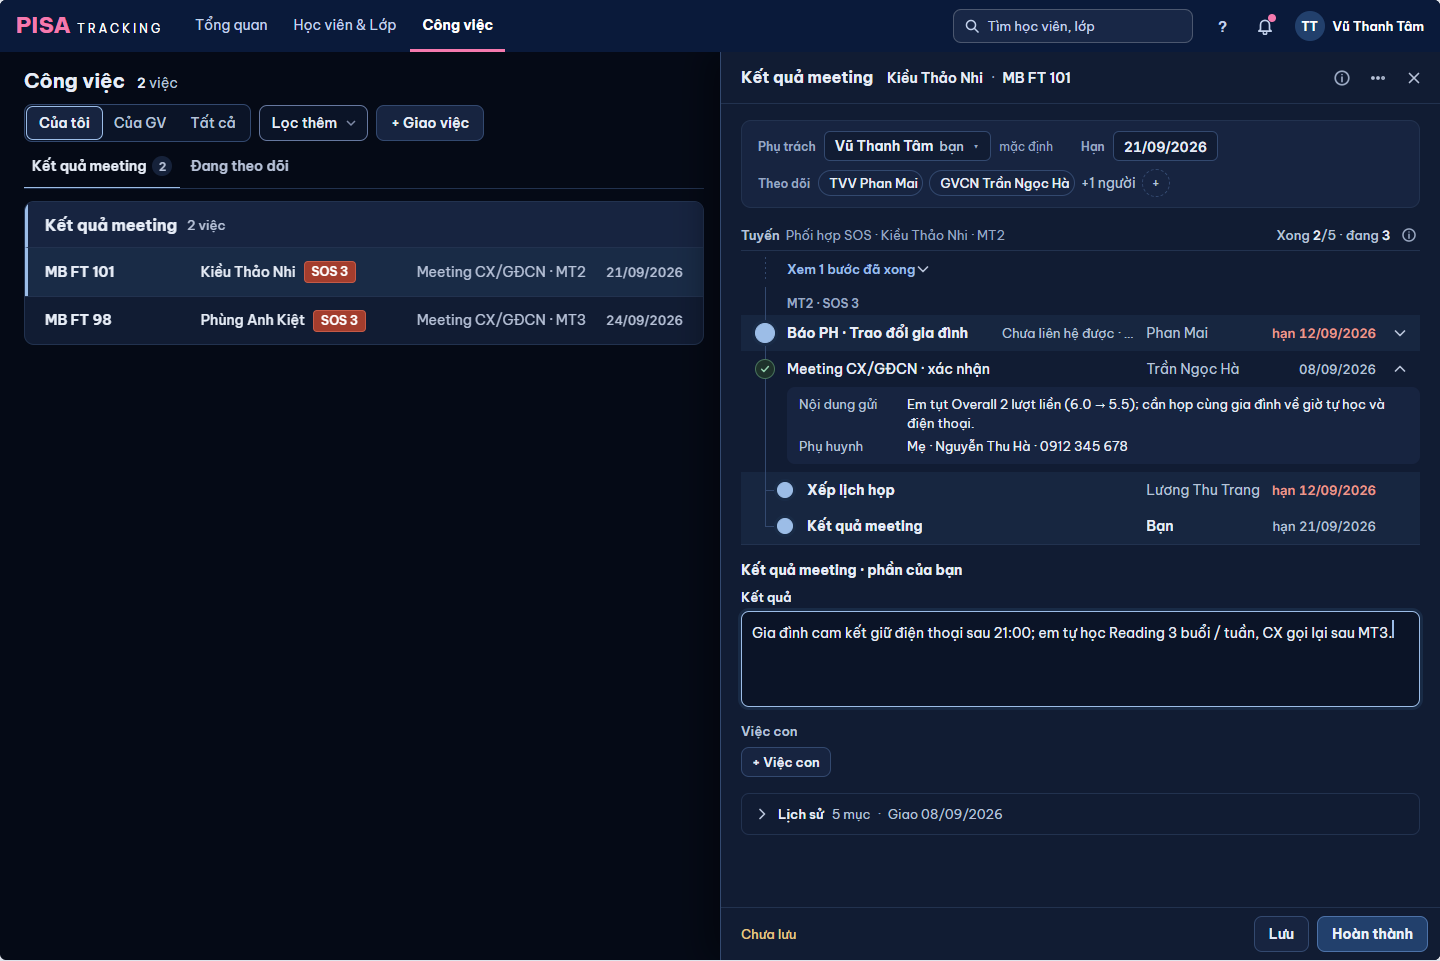 PISA TRACKING Tổng quan Học viên & Lớp Công việc Tìm học viên, lớp ? TT Vũ Thanh Tâm
Công việc 2 việc
Của tôi Của GV Tất cả Lọc thêm + Giao việc
Kết quả meeting 2 Đang theo dõi
Kết quả meeting 2 việc
MB FT 101 Kiều Thảo Nhi SOS 3 Meeting CX/GĐCN · MT2 21/09/2026
MB FT 98 Phùng Anh Kiệt SOS 3 Meeting CX/GĐCN · MT3 24/09/2026
Kết quả meeting Kiều Thảo Nhi · MB FT 101
Phụ trách Vũ Thanh Tâm bạn mặc định Hạn 21/09/2026
Theo dõi TVV Phan Mai GVCN Trần Ngọc Hà +1 người +
Tuyến Phối hợp SOS · Kiều Thảo Nhi · MT2 Xong 2/5 · đang 3
Xem 1 bước đã xong
MT2 · SOS 3
Báo PH · Trao đổi gia đình Chưa liên hệ được · ... Phan Mai hạn 12/09/2026
Meeting CX/GĐCN · xác nhận Trần Ngọc Hà 08/09/2026
Nội dung gửi Em tụt Overall 2 lượt liền (6.0 → 5.5); cần họp cùng gia đình về giờ tự học và
điện thoại.
Phụ huynh Mẹ · Nguyễn Thu Hà · 0912 345 678
Xếp lịch họp Lương Thu Trang hạn 12/09/2026
Kết quả meeting Bạn hạn 21/09/2026
Kết quả meeting · phần của bạn
Kết quả
Gia đình cam kết giữ điện thoại sau 21:00; em tự học Reading 3 buổi / tuần, CX gọi lại sau MT3.
Việc con
+ Việc con
Lịch sử 5 mục · Giao 08/09/2026
Chưa lưu Lưu Hoàn thành